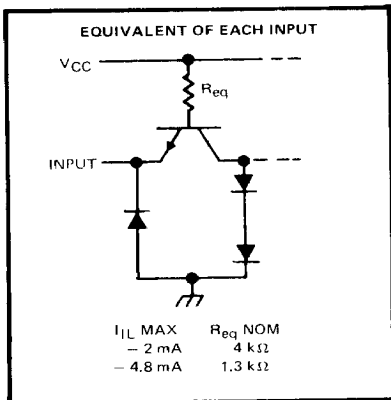 EQUIVALENT OF EACH INPUT
VCC
Req
INPUT
IIL MAX Req NOM
− 2 mA 4 kΩ
− 4.8 mA 1.3 kΩ